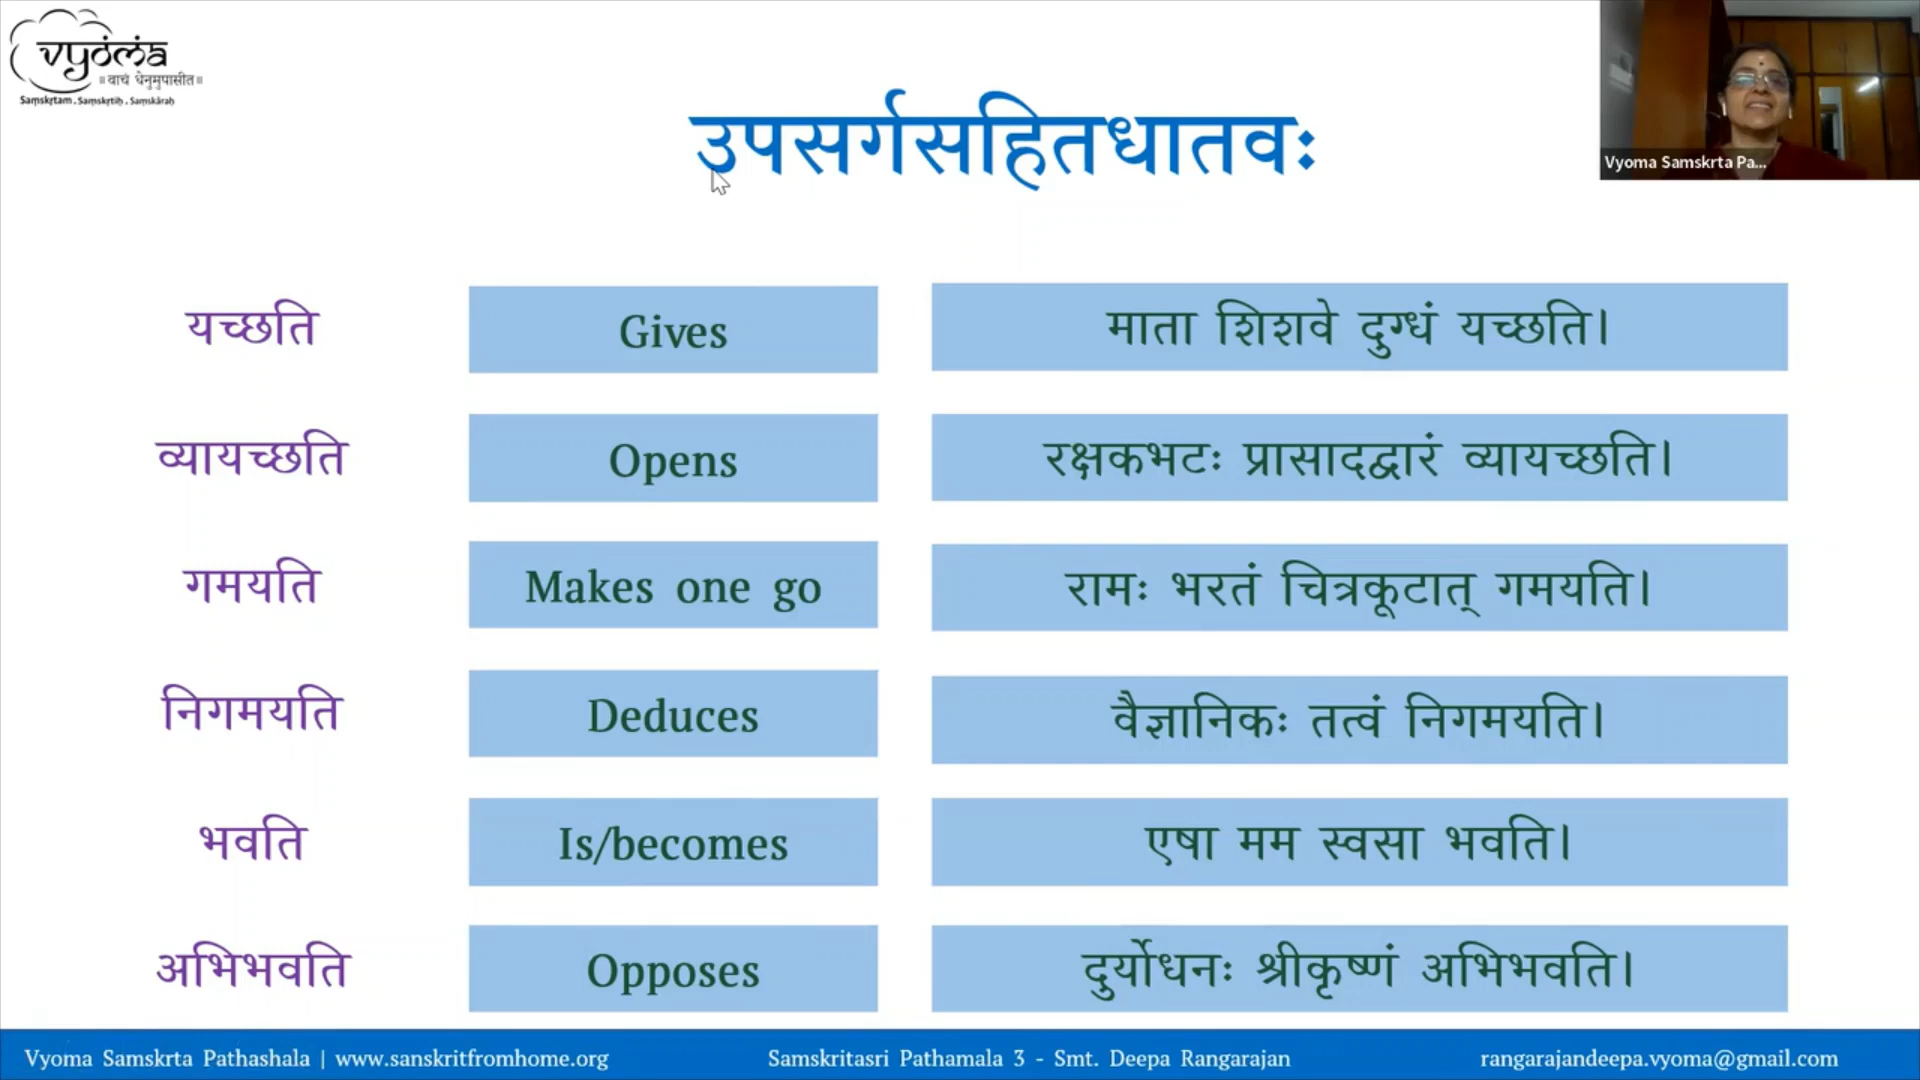 vyoma
॥ वाचं धेनुमुपासीत॥
Saṃskṛtam . Saṃskṛtiḥ . Saṃskāraḥ
Vyoma Samskrta Pa...
उपसर्गसहितधातवः
यच्छति Gives माता शिशवे दुग्धं यच्छति।
व्यायच्छति Opens रक्षकभटः प्रासादद्वारं व्यायच्छति।
गमयति Makes one go रामः भरतं चित्रकूटात् गमयति।
निगमयति Deduces वैज्ञानिकः तत्वं निगमयति।
भवति Is/becomes एषा मम स्वसा भवति।
अभिभवति Opposes दुर्योधनः श्रीकृष्णं अभिभवति।
Vyoma Samskrta Pathashala | www.sanskritfromhome.org Samskritasri Pathamala 3 - Smt. Deepa Rangarajan rangarajandeepa.vyoma@gmail.com